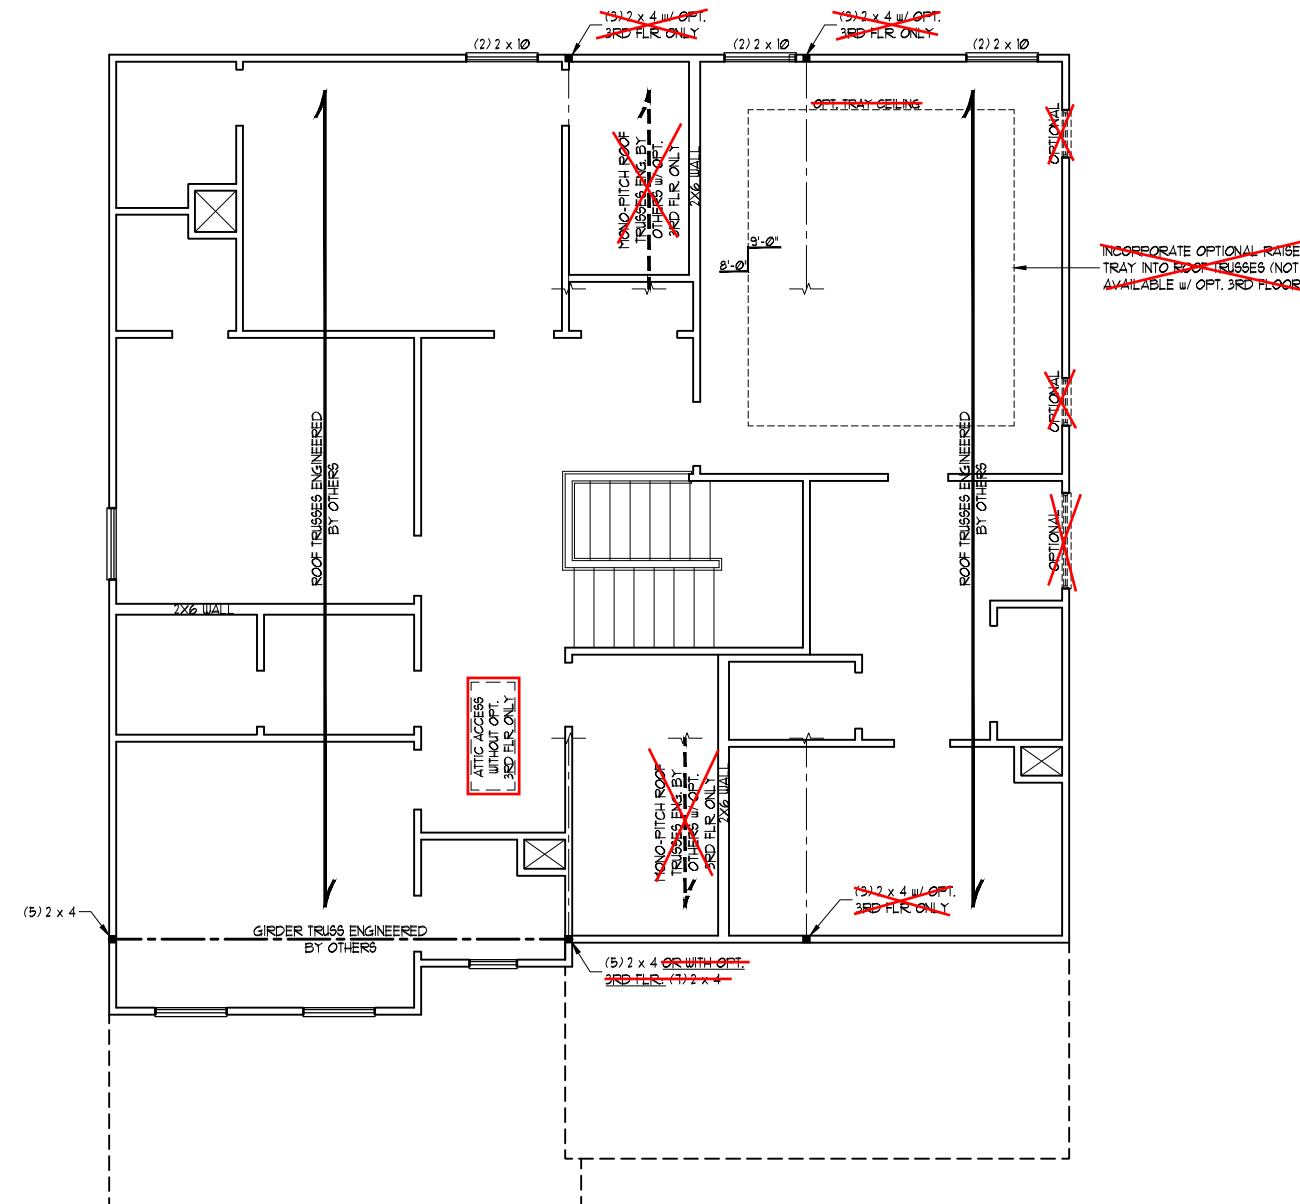 (3) 2 x 4 w/ OPT.
3RD FLR ONLY
(3) 2 x 4 w/ OPT.
3RD FLR ONLY
(2) 2 x 10
(2) 2 x 10
(2) 2 x 10
OPT. TRAY CEILING
OPTIONAL
MONO-PITCH ROOF
TRUSSES ENG. BY
OTHERS w/ OPT.
3RD FLR ONLY
2X6 WALL
9'-0"
8'-0"
INCORPORATE OPTIONAL RAISE
TRAY INTO ROOF TRUSSES (NOT
AVAILABLE w/ OPT. 3RD FLOOR
OPTIONAL
ROOF TRUSSES ENGINEERED
BY OTHERS
ROOF TRUSSES ENGINEERED
BY OTHERS
OPTIONAL
2X6 WALL
ATTIC ACCESS
WITHOUT OPT.
3RD FLR ONLY
MONO-PITCH ROOF
TRUSSES ENG. BY
OTHERS w/ OPT.
3RD FLR ONLY
2X6 WALL
(3) 2 x 4 w/ OPT.
3RD FLR ONLY
(5) 2 x 4
GIRDER TRUSS ENGINEERED
BY OTHERS
(5) 2 x 4 OR WITH OPT.
3RD FLR. (7) 2 x 4